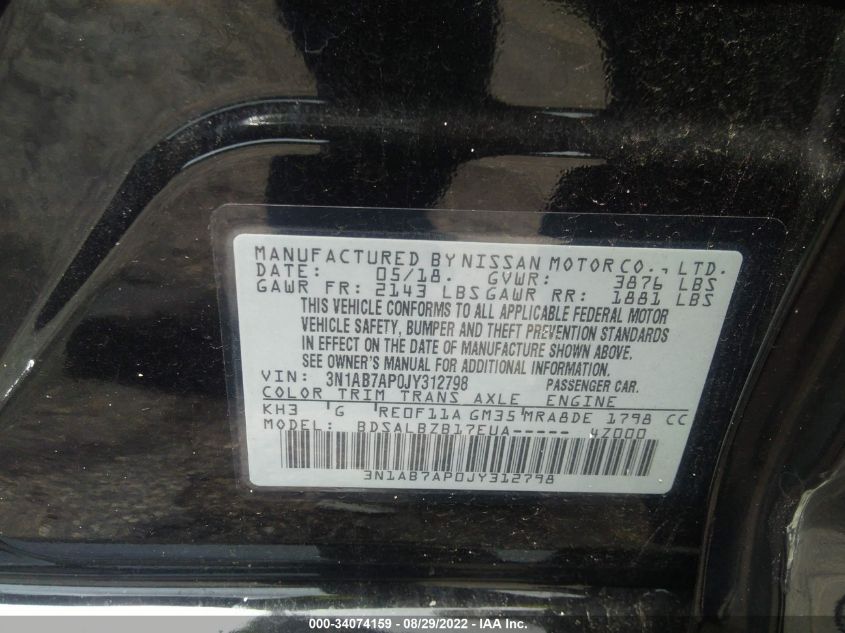 MANUFACTURED BY NISSAN MOTOR CO., LTD.
DATE: 05/18. GVWR: 3876 LBS
GAWR FR: 2143 LBS GAWR RR: 1881 LBS
THIS VEHICLE CONFORMS TO ALL APPLICABLE FEDERAL MOTOR
VEHICLE SAFETY, BUMPER AND THEFT PREVENTION STANDARDS
IN EFFECT ON THE DATE OF MANUFACTURE SHOWN ABOVE.
SEE OWNER'S MANUAL FOR ADDITIONAL INFORMATION.
VIN: 3N1AB7AP0JY312798 PASSENGER CAR.
COLOR TRIM TRANS AXLE ENGINE
KH3 G RE0F11A GM35 MRA8DE 1798 CC
MODEL: BDSALBZB17EUA----- 4Z000
3N1AB7AP0JY312798
000-34074159 - 08/29/2022 - IAA Inc.